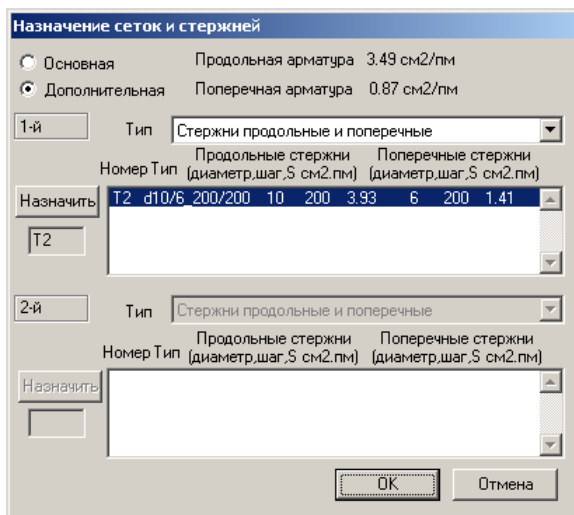 Назначение сеток и стержней
Основная Продольная арматура 3.49 см2/пм
Дополнительная Поперечная арматура 0.87 см2/пм
1-й Тип Стержни продольные и поперечные
Продольные стержни Поперечные стержни
Номер Тип (диаметр,шаг,S см2.пм) (диаметр,шаг,S см2.пм)
Назначить T2 d10/6_200/200 10 200 3.93 6 200 1.41
T2
2-й Тип Стержни продольные и поперечные
Продольные стержни Поперечные стержни
Номер Тип (диаметр,шаг,S см2.пм) (диаметр,шаг,S см2.пм)
Назначить
OK Отмена